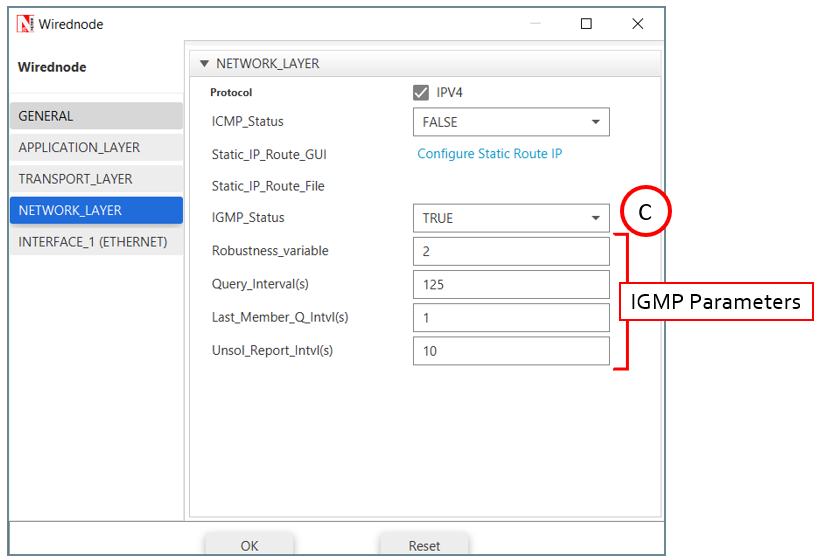 Wirednode
Wirednode
GENERAL
APPLICATION_LAYER
TRANSPORT_LAYER
NETWORK_LAYER
INTERFACE_1 (ETHERNET)
NETWORK_LAYER
Protocol IPV4
ICMP_Status FALSE
Static_IP_Route_GUI Configure Static Route IP
Static_IP_Route_File
IGMP_Status TRUE
C
Robustness_variable 2
Query_Interval(s) 125
Last_Member_Q_Intvl(s) 1
Unsol_Report_Intvl(s) 10
IGMP Parameters
OK Reset